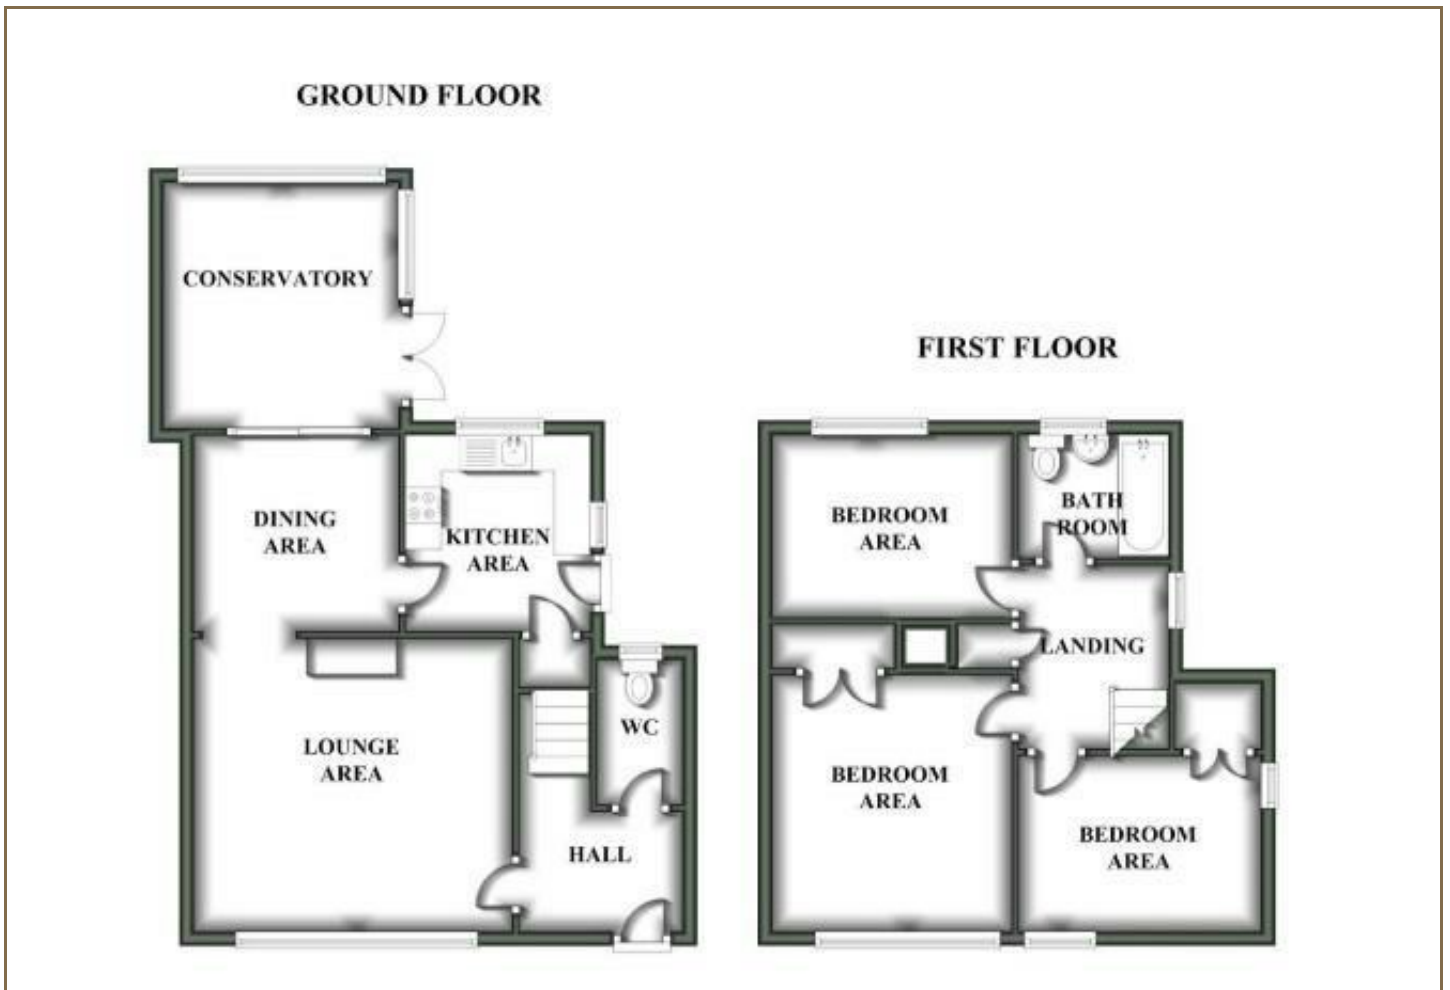 GROUND FLOOR
CONSERVATORY
DINING
AREA
KITCHEN
AREA
LOUNGE
AREA
WC
HALL
FIRST FLOOR
BEDROOM
AREA
BATH
ROOM
LANDING
BEDROOM
AREA
BEDROOM
AREA